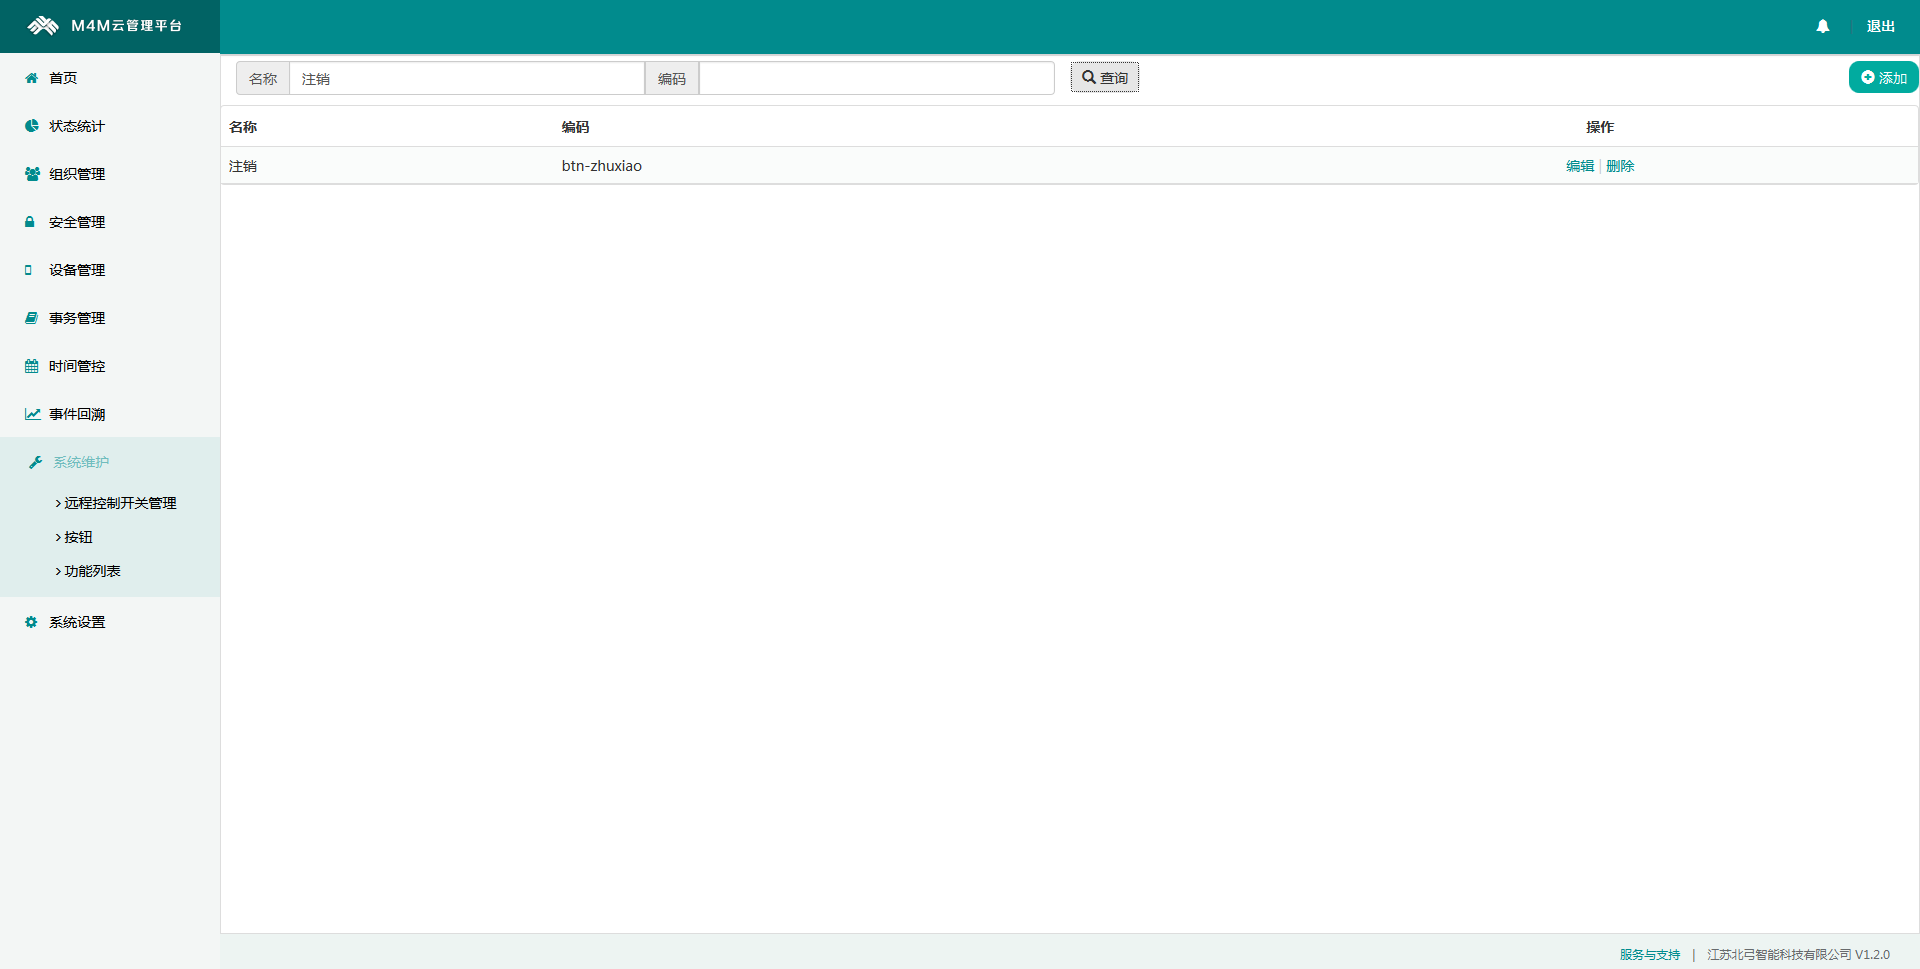 M4M云管理平台
退出
首页
状态统计
组织管理
安全管理
设备管理
事务管理
时间管控
事件回溯
系统维护
远程控制开关管理
按钮
功能列表
系统设置
名称 注销 编码 查询 添加
名称 编码 操作
注销 btn-zhuxiao 编辑 | 删除
服务与支持 | 江苏北弓智能科技有限公司 V1.2.0